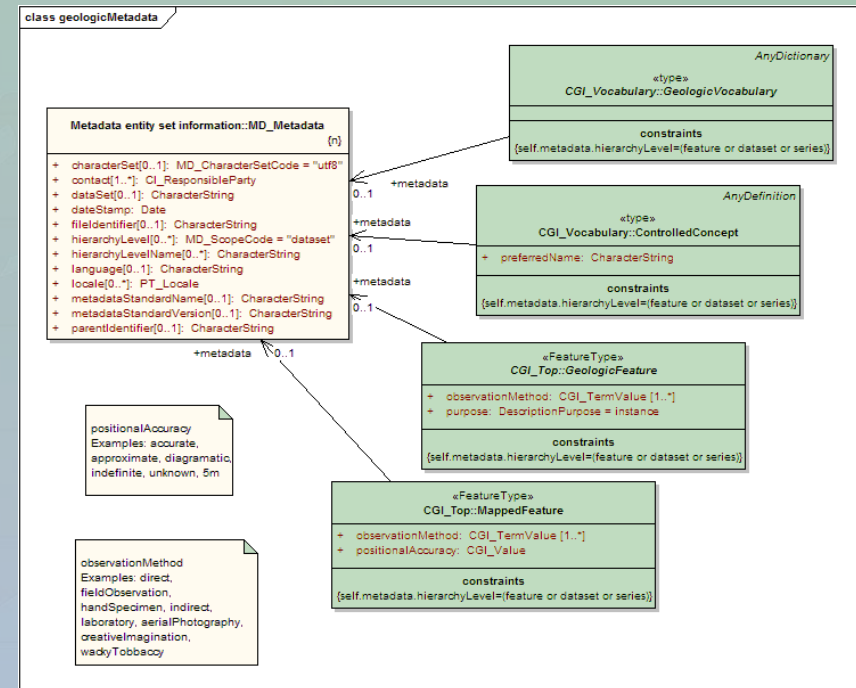 class geologicMetadata
AnyDictionary
«type»
CGI_Vocabulary::GeologicVocabulary
constraints
{self.metadata.hierarchyLevel=(feature or dataset or series)}
Metadata entity set information::MD_Metadata
{n}
+ characterSet[0..1]: MD_CharacterSetCode = "utf8"
+ contact[1..*]: CI_ResponsibleParty
+ dataSet[0..1]: CharacterString
+ dateStamp: Date
+ fileIdentifier[0..1]: CharacterString
+ hierarchyLevel[0..*]: MD_ScopeCode = "dataset"
+ hierarchyLevelName[0..*]: CharacterString
+ language[0..1]: CharacterString
+ locale[0..*]: PT_Locale
+ metadataStandardName[0..1]: CharacterString
+ metadataStandardVersion[0..1]: CharacterString
+ parentIdentifier[0..1]: CharacterString
+metadata
0..1
+metadata
0..1
+metadata
0..1
+metadata
0..1
AnyDefinition
«type»
CGI_Vocabulary::ControlledConcept
+ preferredName: CharacterString
constraints
{self.metadata.hierarchyLevel=(feature or dataset or series)}
«FeatureType»
CGI_Top::GeologicFeature
+ observationMethod: CGI_TermValue [1..*]
+ purpose: DescriptionPurpose = instance
constraints
{self.metadata.hierarchyLevel=(feature or dataset or series)}
positionalAccuracy
Examples: accurate,
approximate, diagramatic,
indefinite, unknown, 5m
«FeatureType»
CGI_Top::MappedFeature
+ observationMethod: CGI_TermValue [1..*]
+ positionalAccuracy: CGI_Value
constraints
{self.metadata.hierarchyLevel=(feature or dataset or series)}
observationMethod
Examples: direct,
fieldObservation,
handSpecimen, indirect,
laboratory, aerialPhotography,
creativeImagination,
wackyTobbaccy